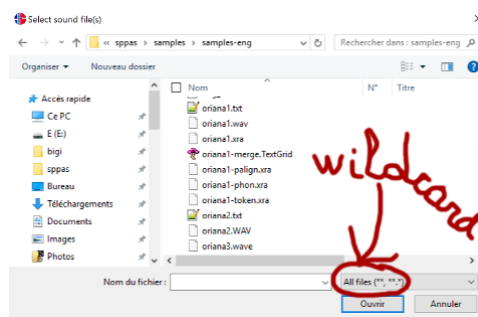 Select sound file(s)
« sppas > samples > samples-eng
Rechercher dans : samples-eng
Organiser
Nouveau dossier
Nom
N°
Titre
Accès rapide
Ce PC
E (E:)
bigi
sppas
Bureau
Téléchargements
Documents
Images
Photos
oriana1.txt
oriana1.wav
oriana1.xra
oriana1-merge.TextGrid
oriana1-palign.xra
oriana1-phon.xra
oriana1-token.xra
oriana2.txt
oriana2.WAV
oriana3.wave
wildcard
Nom du fichier :
All files (**, **.*)
Ouvrir
Annuler